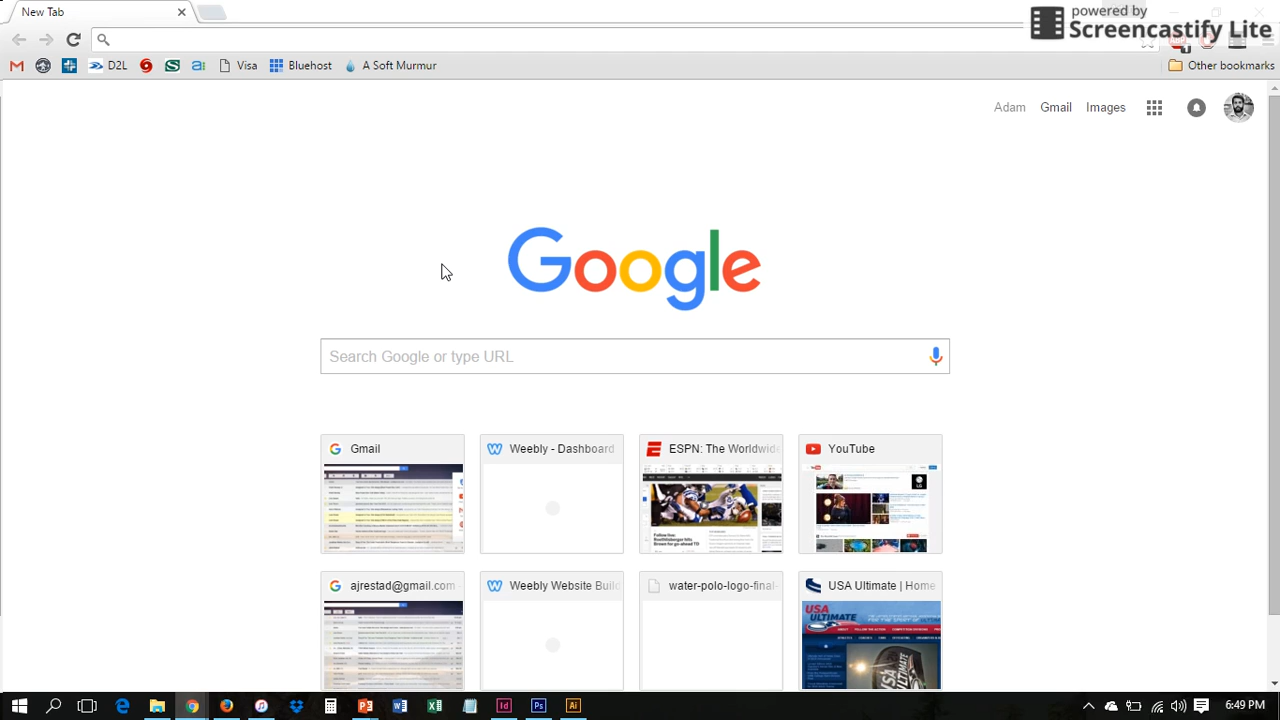 New Tab
powered by
Screencastify Lite
D2L
Visa
Bluehost
A Soft Murmur
Other bookmarks
Adam Gmail Images
Google
Search Google or type URL
Gmail
Weebly - Dashboard
ESPN: The Worldwide
YouTube
ajrestad@gmail.com
Weebly Website Build
water-polo-logo-final-
USA Ultimate | Home
USA
ULTIMATE
6:49 PM